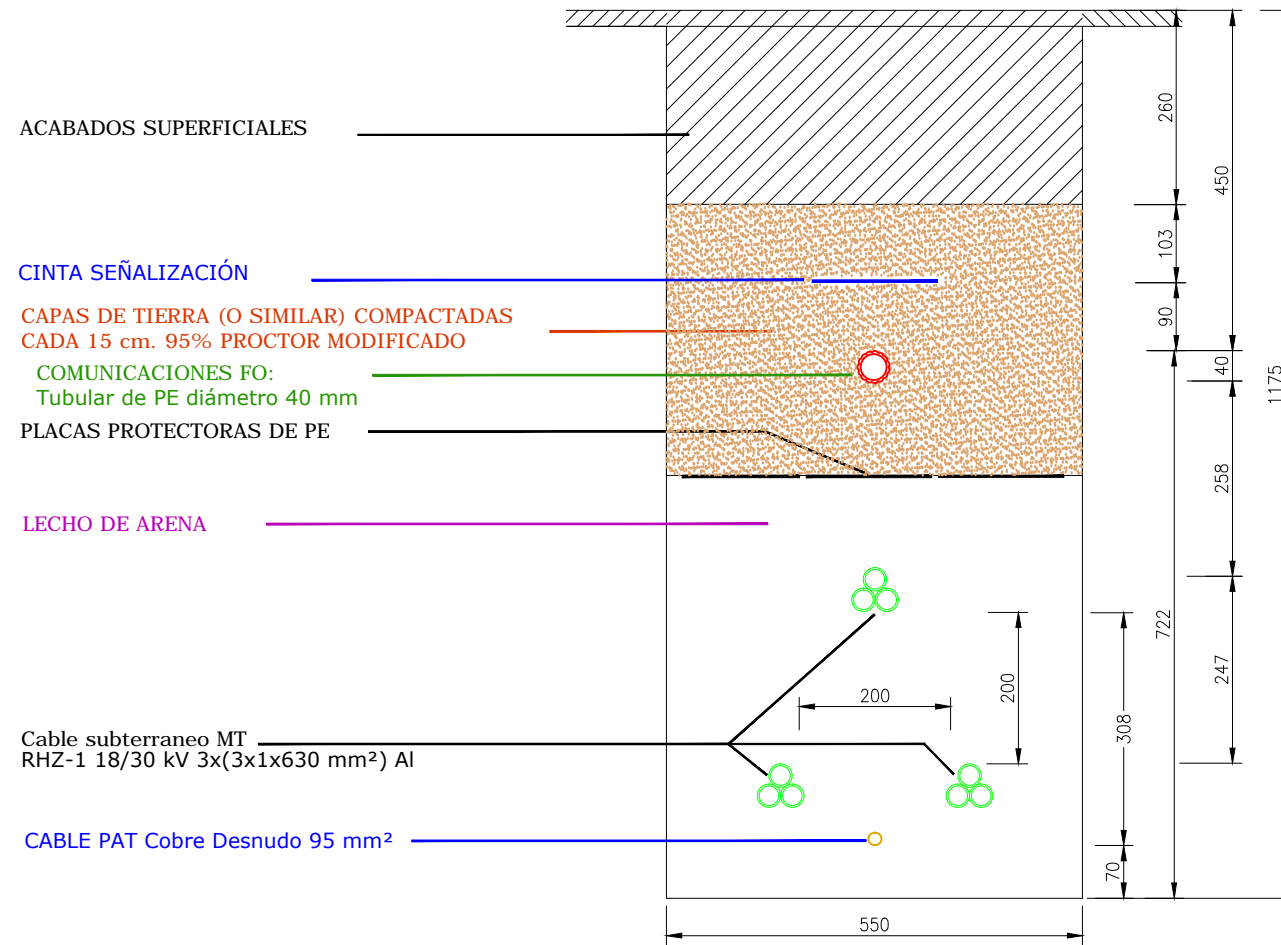 ACABADOS SUPERFICIALES
CINTA SEÑALIZACIÓN
CAPAS DE TIERRA (O SIMILAR) COMPACTADAS
CADA 15 cm. 95% PROCTOR MODIFICADO
COMUNICACIONES FO:
Tubular de PE diámetro 40 mm
PLACAS PROTECTORAS DE PE
LECHO DE ARENA
Cable subterraneo MT
RHZ-1 18/30 kV 3x(3x1x630 mm²) Al
CABLE PAT Cobre Desnudo 95 mm²
260
450
103
90
40
1175
258
722
247
200
200
308
70
550